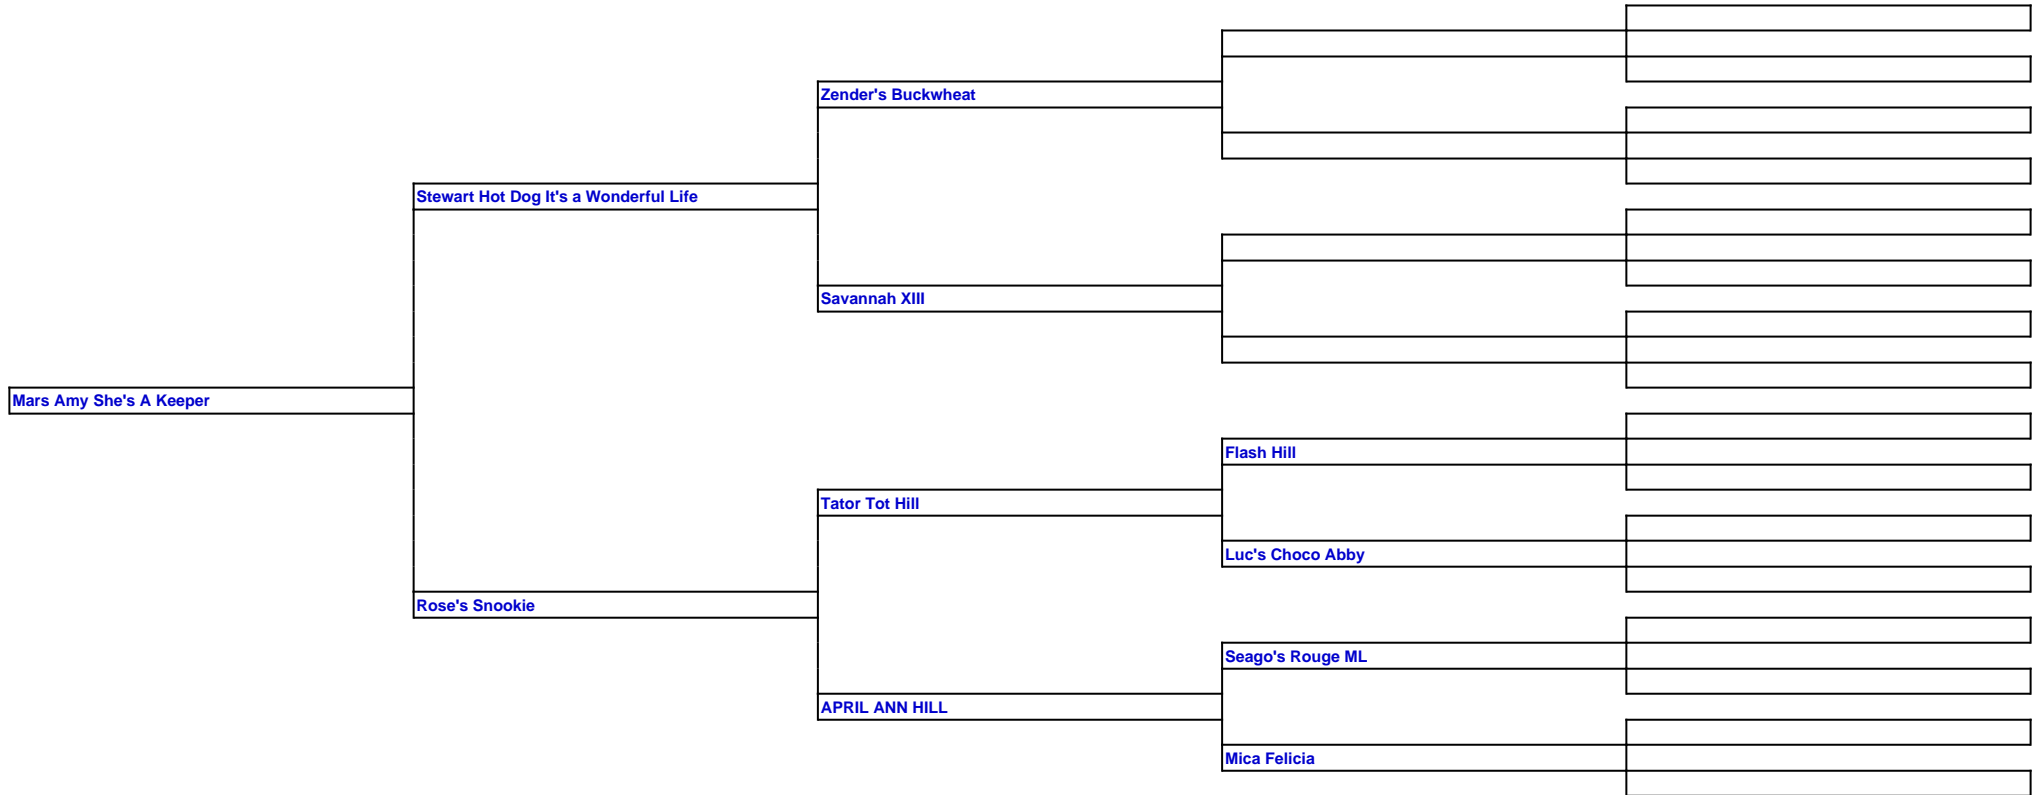 Zender's Buckwheat
Stewart Hot Dog It's a Wonderful Life
Savannah XIII
Mars Amy She's A Keeper
Flash Hill
Tator Tot Hill
Luc's Choco Abby
Rose's Snookie
Seago's Rouge ML
APRIL ANN HILL
Mica Felicia